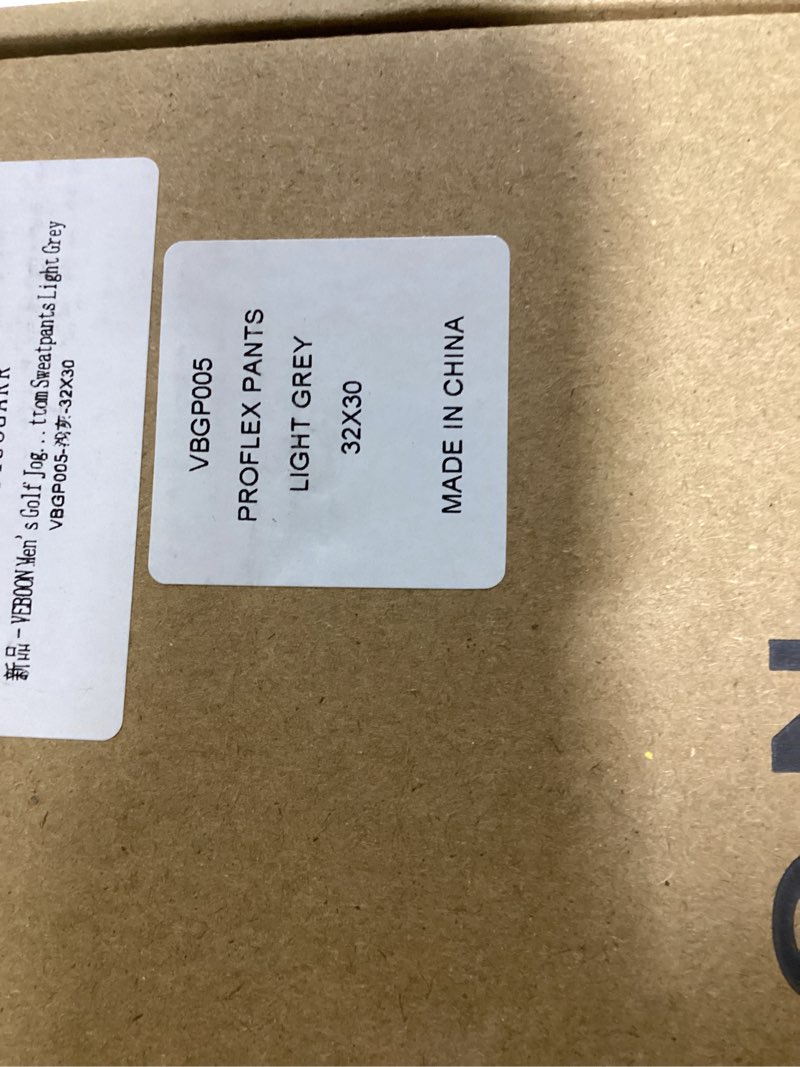 新品 - VEBOON Men's Golf Jog...ttom Sweatpants Light Grey
VBGP005-浅灰-32X30
VBGP005
PROFLEX PANTS
LIGHT GREY
32X30
MADE IN CHINA